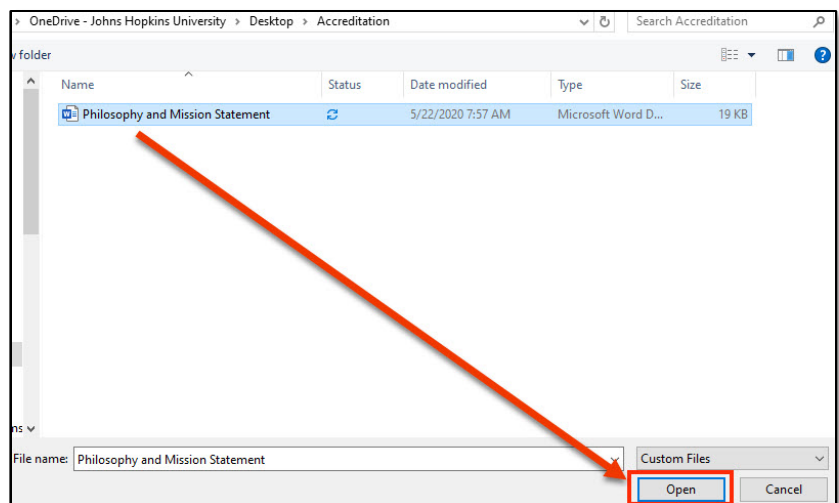 > OneDrive - Johns Hopkins University > Desktop > Accreditation
Search Accreditation
v folder
?
Name Status Date modified Type Size
Philosophy and Mission Statement 5/22/2020 7:57 AM Microsoft Word D... 19 KB
ns
File name: Philosophy and Mission Statement Custom Files
Open Cancel